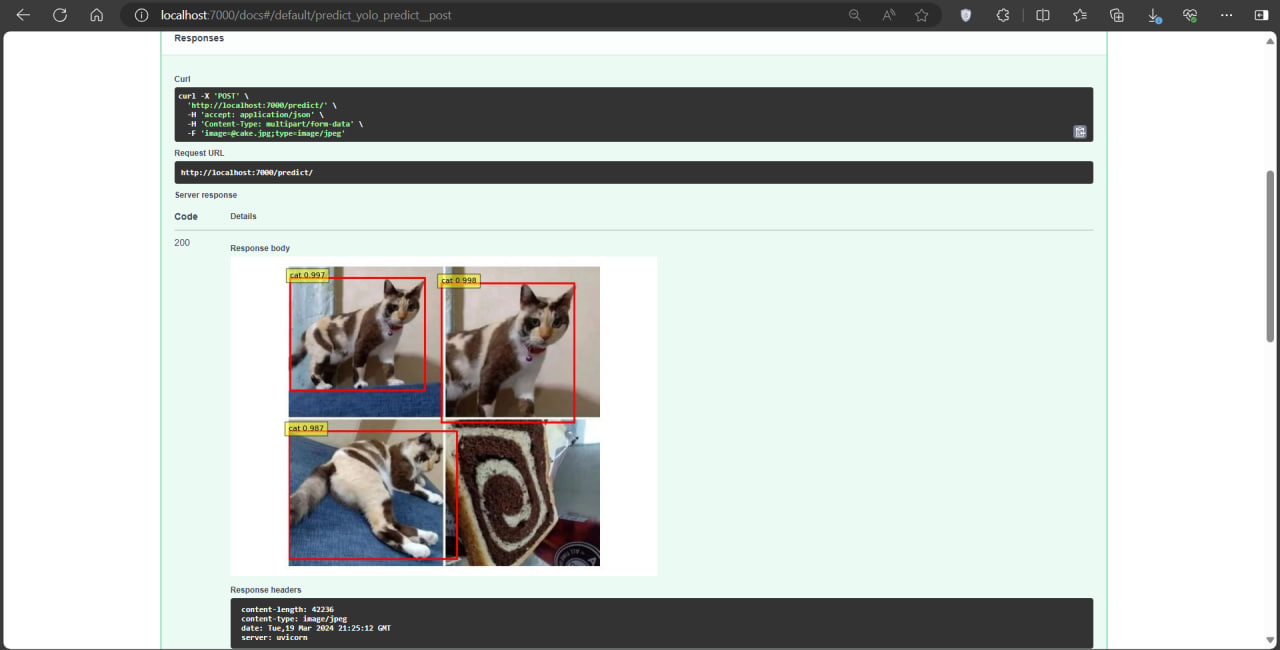 localhost:7000/docs#/default/predict_yolo_predict__post
Responses
Curl
curl -X 'POST' \
'http://localhost:7000/predict/' \
-H 'accept: application/json' \
-H 'Content-Type: multipart/form-data' \
-F 'image=@cake.jpg;type=image/jpeg'
Request URL
http://localhost:7000/predict/
Server response
Code Details
200
Response body
cat 0.997
cat 0.998
cat 0.987
Response headers
content-length: 42236
content-type: image/jpeg
date: Tue,19 Mar 2024 21:25:12 GMT
server: uvicorn